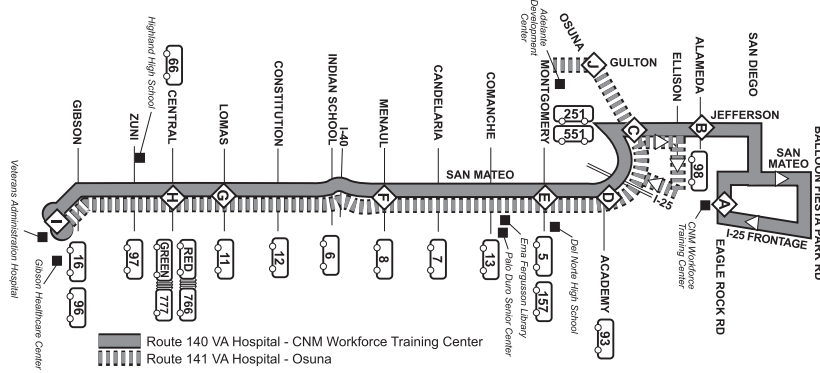 Highland High School
66
GIBSON
ZUNI
CENTRAL
LOMAS
CONSTITUTION
INDIAN SCHOOL
I-40
MENAUL
CANDELARIA
COMANCHE
MONTGOMERY
Adelante
Development
Center
OSUNA
J
GULTON
251
551
ELLISON
ALAMEDA
SAN DIEGO
JEFFERSON
C
B
98
SAN
MATEO
BALLOON FIESTA PARK RD
SAN MATEO
I-25
A
I-25 FRONTAGE
EAGLE ROCK RD
CNM Workforce
Training Center
I
H
G
F
E
D
ACADEMY
93
Veterans Administration Hospital
Gibson Healthcare Center
16
96
97
GREEN
777
RED
766
11
12
6
8
7
13
Erna Fergusson Library
Palo Duro Senior Center
5
157
Del Norte High School
Route 140 VA Hospital - CNM Workforce Training Center
Route 141 VA Hospital - Osuna